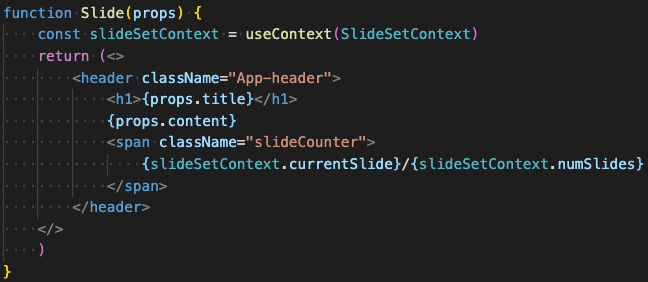 function Slide(props) {
    const slideSetContext = useContext(SlideSetContext)
    return (<>
        <header className="App-header">
            <h1>{props.title}</h1>
            {props.content}
            <span className="slideCounter">
                {slideSetContext.currentSlide}/{slideSetContext.numSlides}
            </span>
        </header>
    </>
    )
}